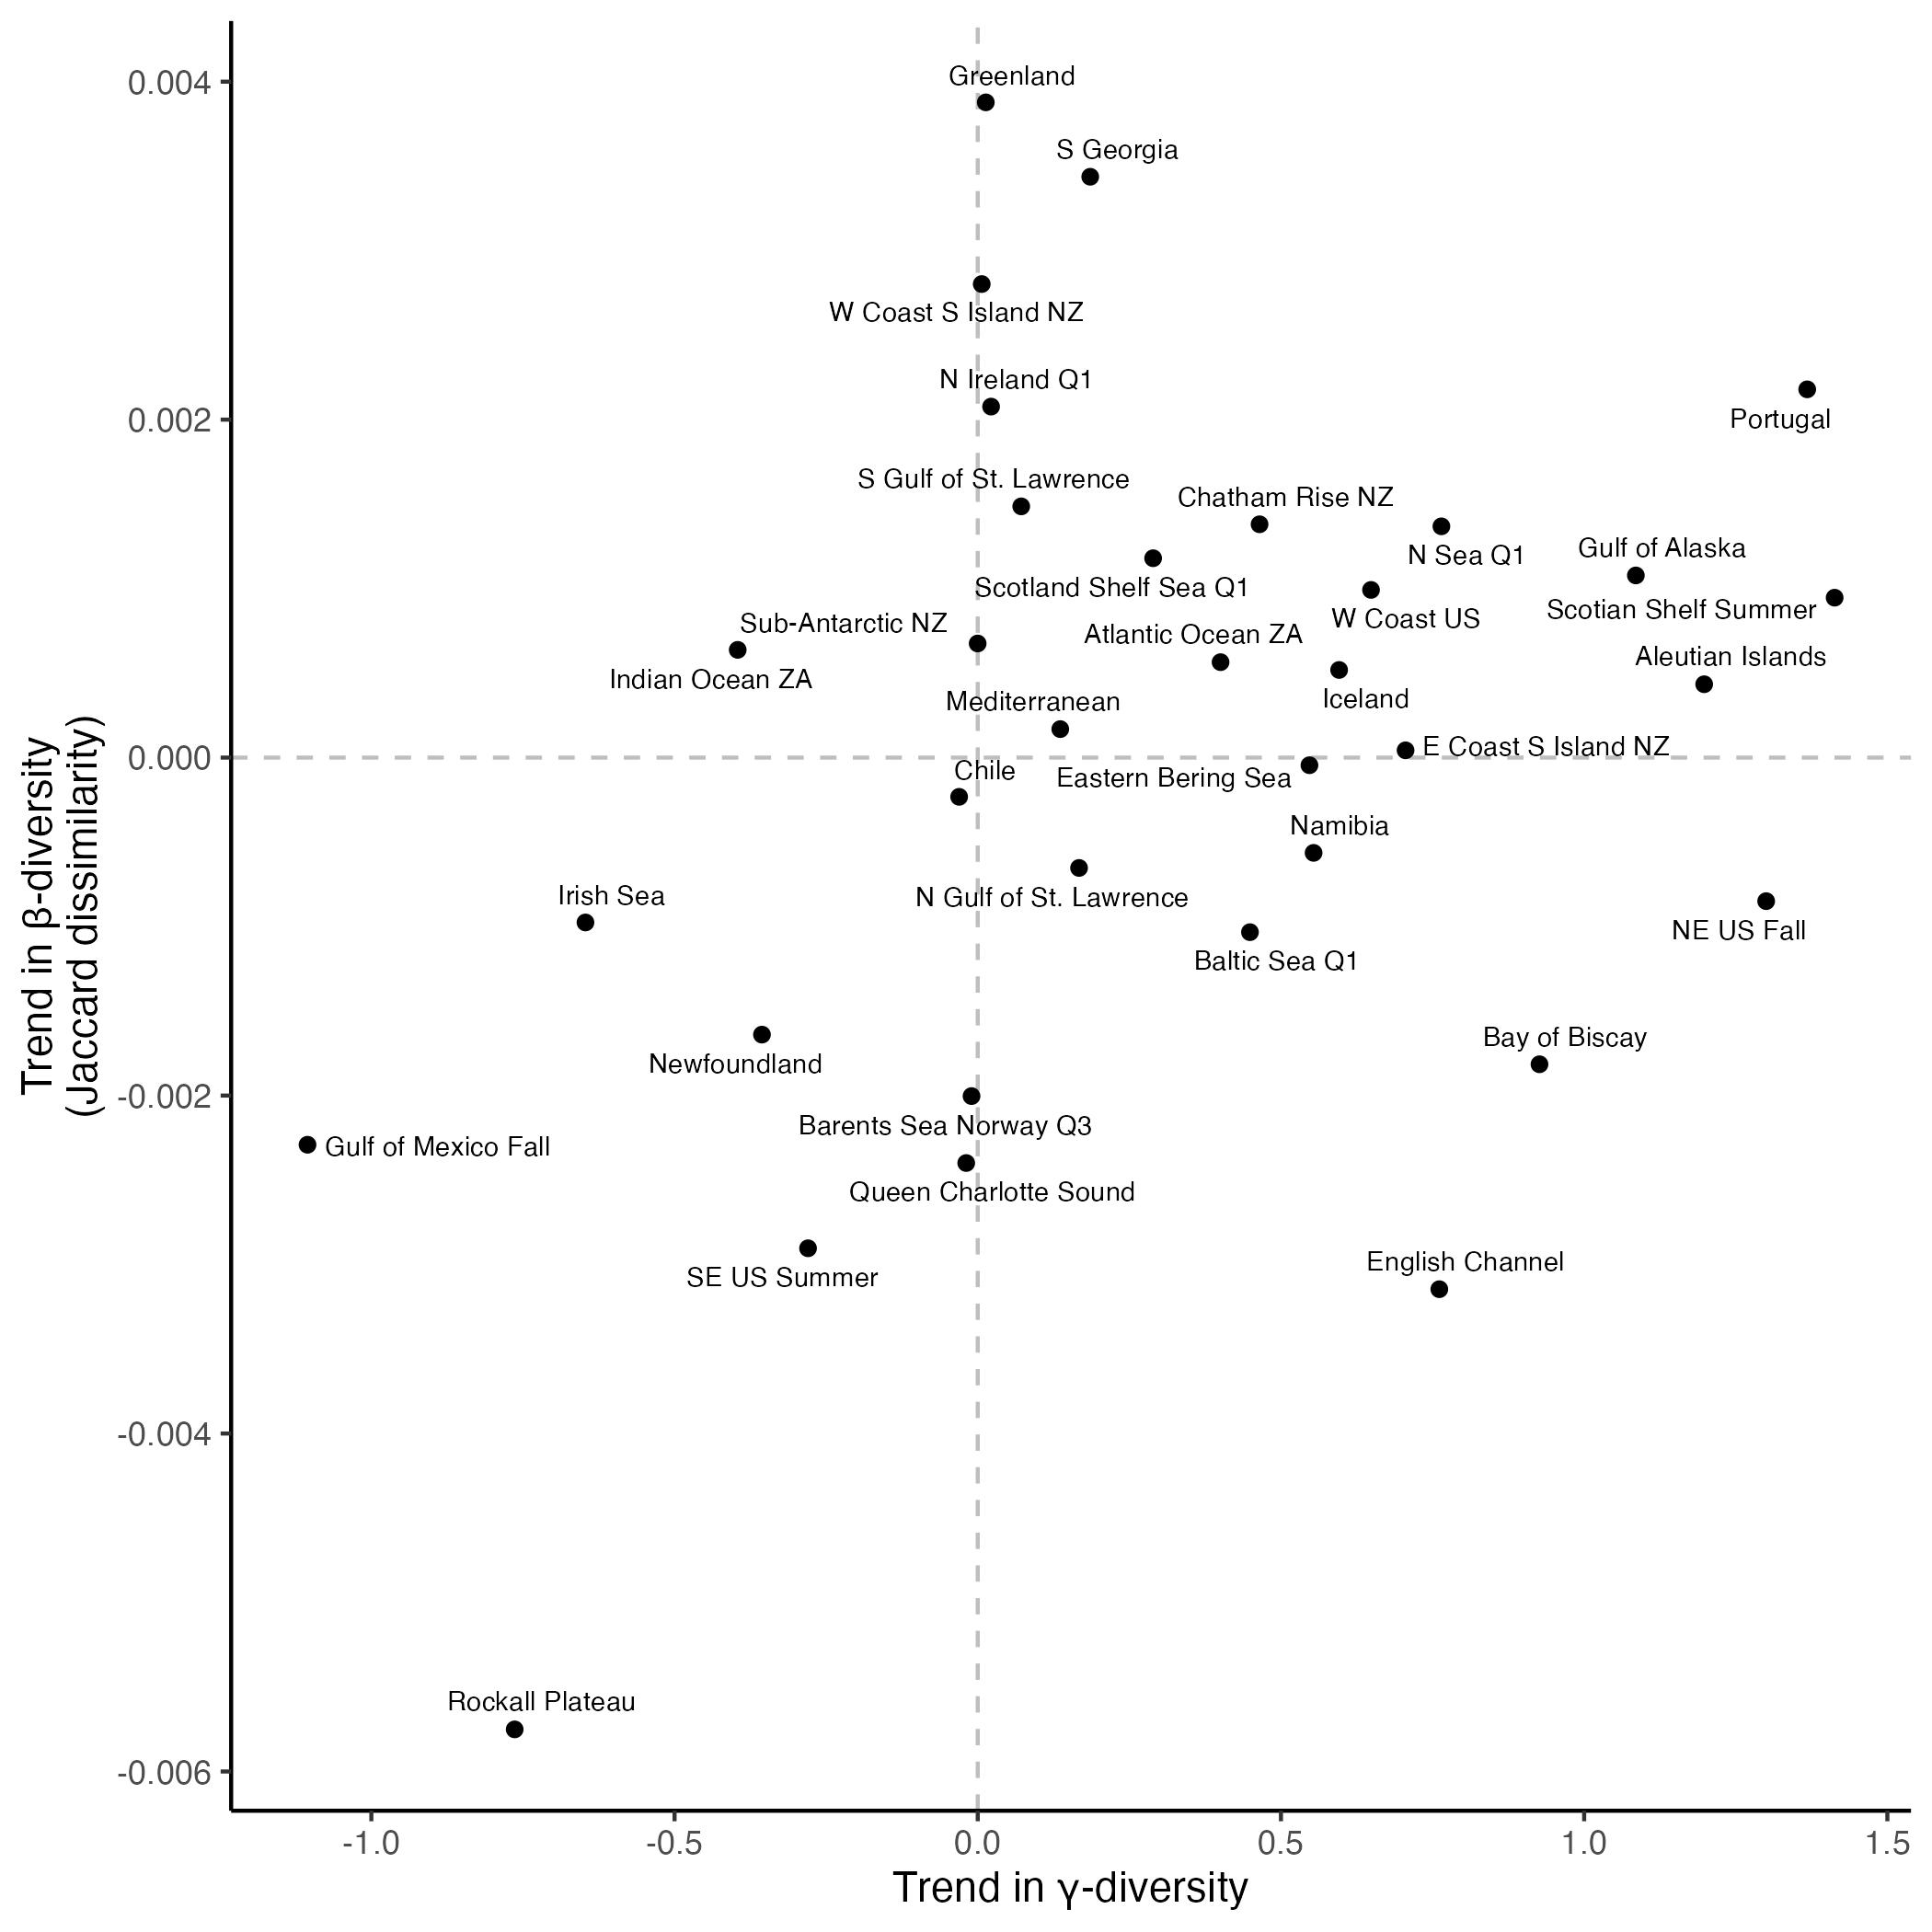 0.004
0.002
0.000
-0.002
-0.004
-0.006
Trend in β-diversity
(Jaccard dissimilarity)
Greenland
S Georgia
W Coast S Island NZ
N Ireland Q1
Portugal
S Gulf of St. Lawrence
Chatham Rise NZ
N Sea Q1
Gulf of Alaska
Scotland Shelf Sea Q1
Scotian Shelf Summer
W Coast US
Sub-Antarctic NZ
Atlantic Ocean ZA
Aleutian Islands
Indian Ocean ZA
Iceland
Mediterranean
E Coast S Island NZ
Chile
Eastern Bering Sea
Namibia
Irish Sea
N Gulf of St. Lawrence
NE US Fall
Baltic Sea Q1
Bay of Biscay
Newfoundland
Barents Sea Norway Q3
Gulf of Mexico Fall
Queen Charlotte Sound
English Channel
SE US Summer
Rockall Plateau
-1.0 -0.5 0.0 0.5 1.0 1.5
Trend in γ-diversity